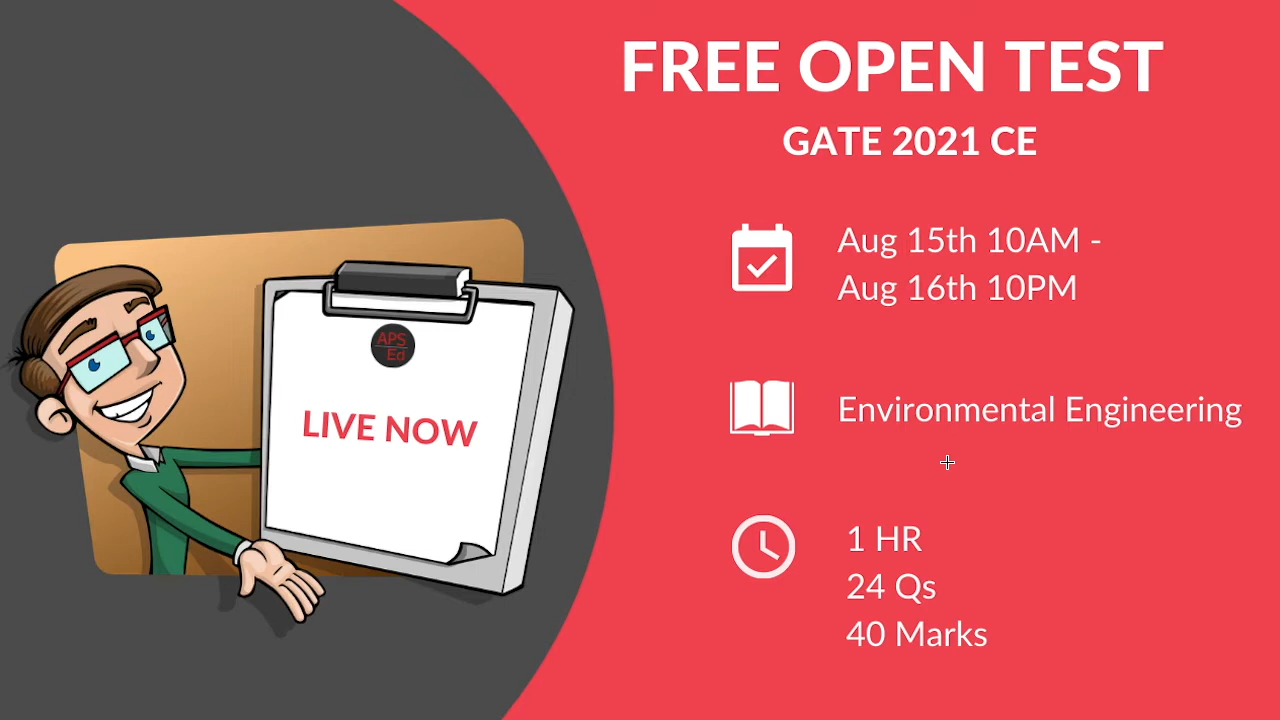 FREE OPEN TEST
GATE 2021 CE
Aug 15th 10AM -
Aug 16th 10PM
APS
Ed
LIVE NOW
Environmental Engineering
1 HR
24 Qs
40 Marks